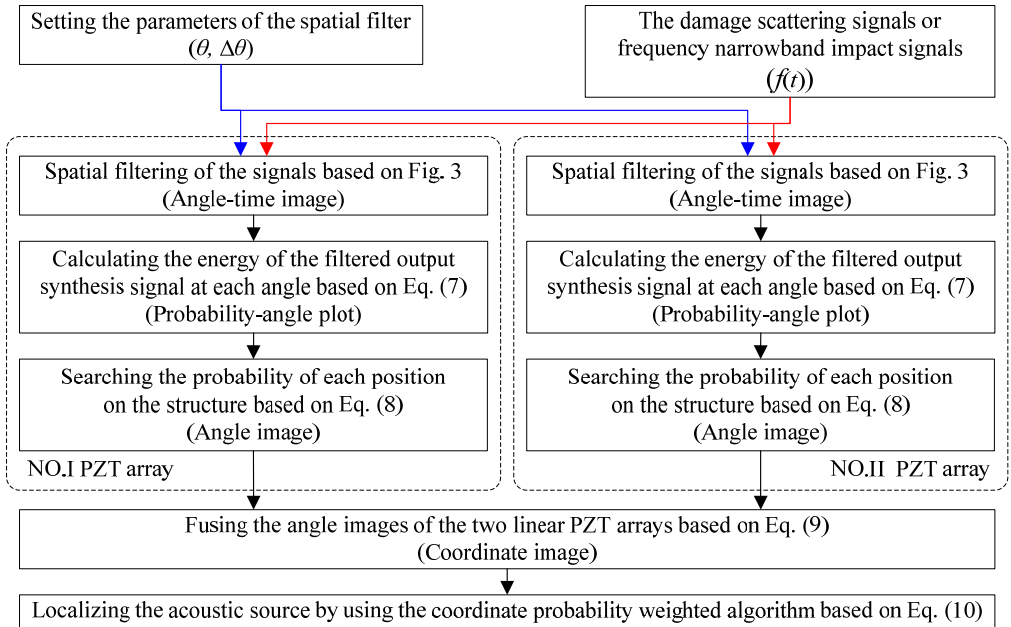 Setting the parameters of the spatial filter
(θ, Δθ)
The damage scattering signals or
frequency narrowband impact signals
(f(t))
Spatial filtering of the signals based on Fig. 3
(Angle-time image)
Calculating the energy of the filtered output
synthesis signal at each angle based on Eq. (7)
(Probability-angle plot)
Searching the probability of each position
on the structure based on Eq. (8)
(Angle image)
NO.I PZT array
Spatial filtering of the signals based on Fig. 3
(Angle-time image)
Calculating the energy of the filtered output
synthesis signal at each angle based on Eq. (7)
(Probability-angle plot)
Searching the probability of each position
on the structure based on Eq. (8)
(Angle image)
NO.II PZT array
Fusing the angle images of the two linear PZT arrays based on Eq. (9)
(Coordinate image)
Localizing the acoustic source by using the coordinate probability weighted algorithm based on Eq. (10)